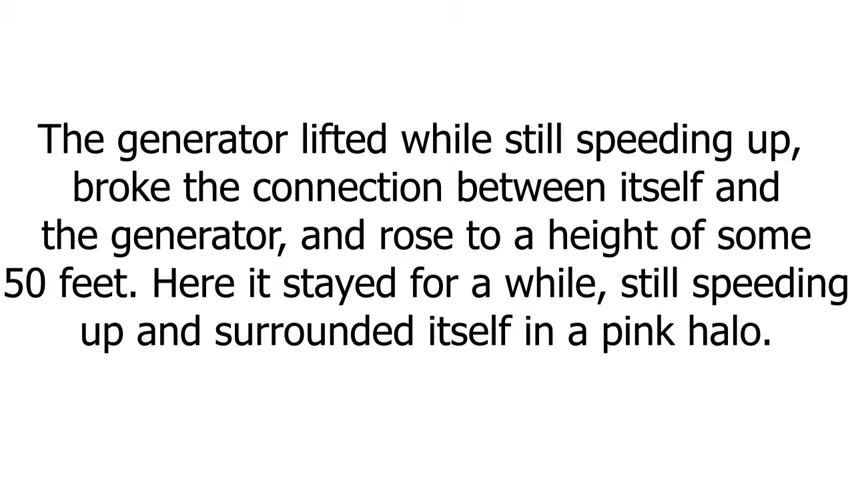 The generator lifted while still speeding up,
broke the connection between itself and
the generator, and rose to a height of some
50 feet. Here it stayed for a while, still speeding
up and surrounded itself in a pink halo.